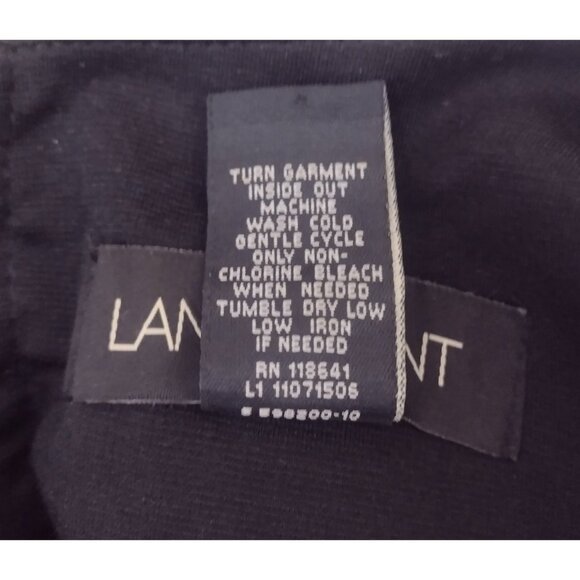 TURN GARMENT
INSIDE OUT
MACHINE
WASH COLD
GENTLE CYCLE
ONLY NON-
CHLORINE BLEACH
WHEN NEEDED
TUMBLE DRY LOW
LOW IRON
IF NEEDED
RN 118641
L1 11071506
LAN NT